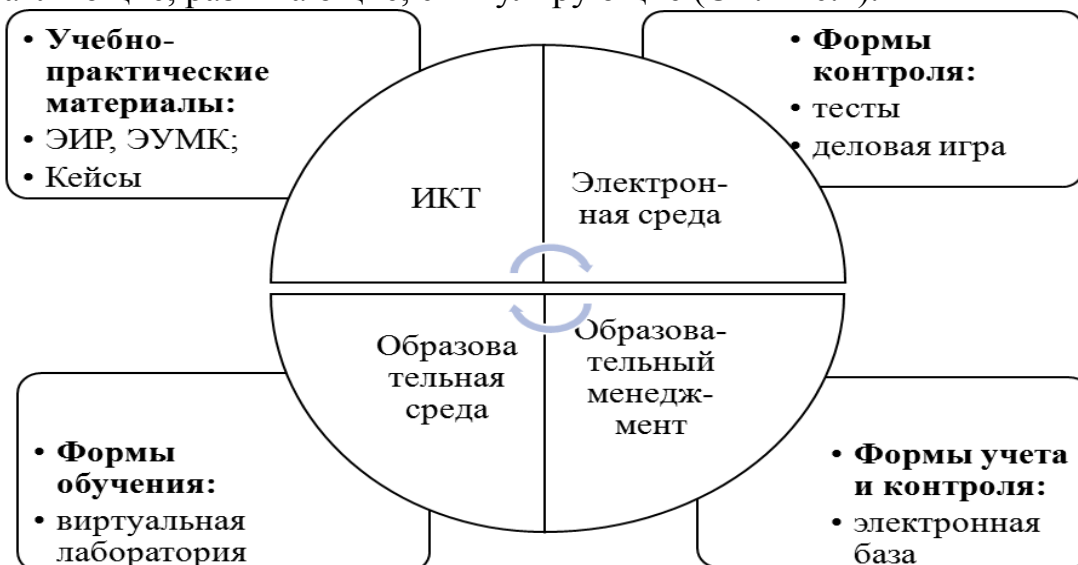 • Учебно-
практические
материалы:
• ЭИР, ЭУМК;
• Кейсы
• Формы
контроля:
• тесты
• деловая игра
ИКТ
Электрон-
ная среда
Образова
тельная
среда
Образова-
тельный
менедж-
мент
• Формы
обучения:
• виртуальная
лаборатория
• Формы учета
и контроля:
• электронная
база